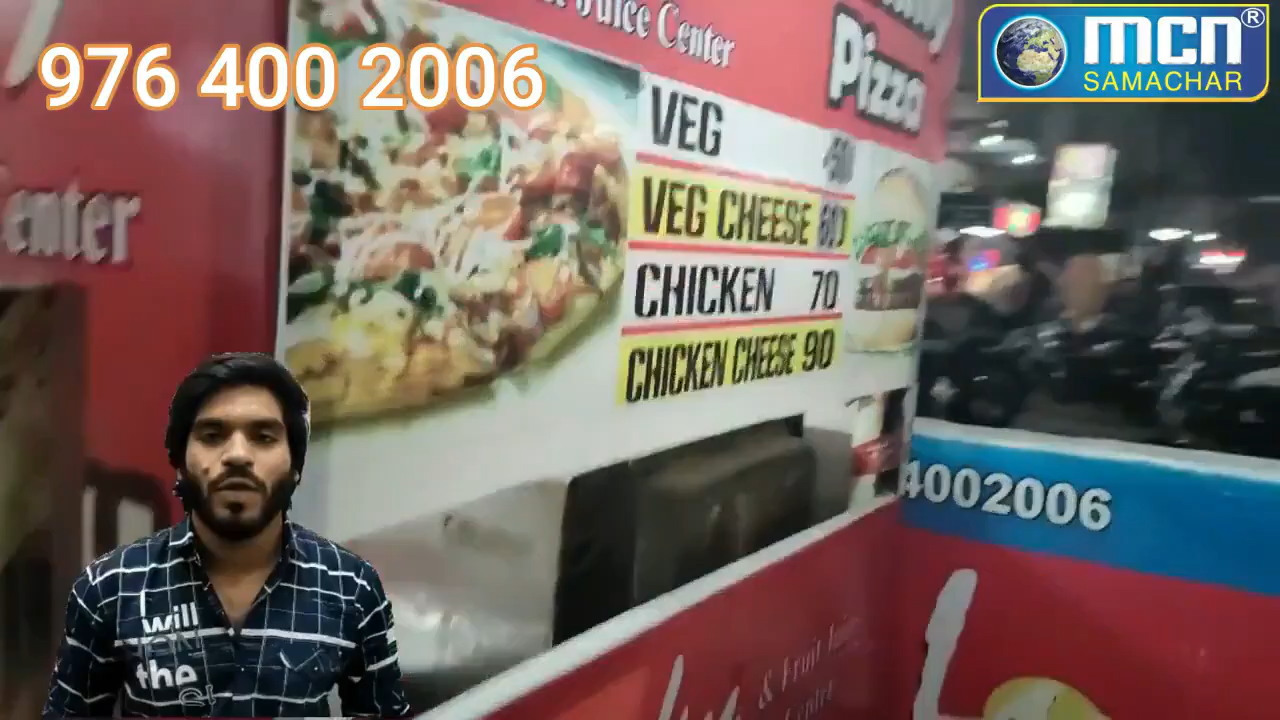 976 400 2006
mcn®
SAMACHAR
Juice Center
Pizza
enter
VEG
VEG CHEESE
CHICKEN 70
CHICKEN CHEESE 90
4002006
will
the
& Fruit